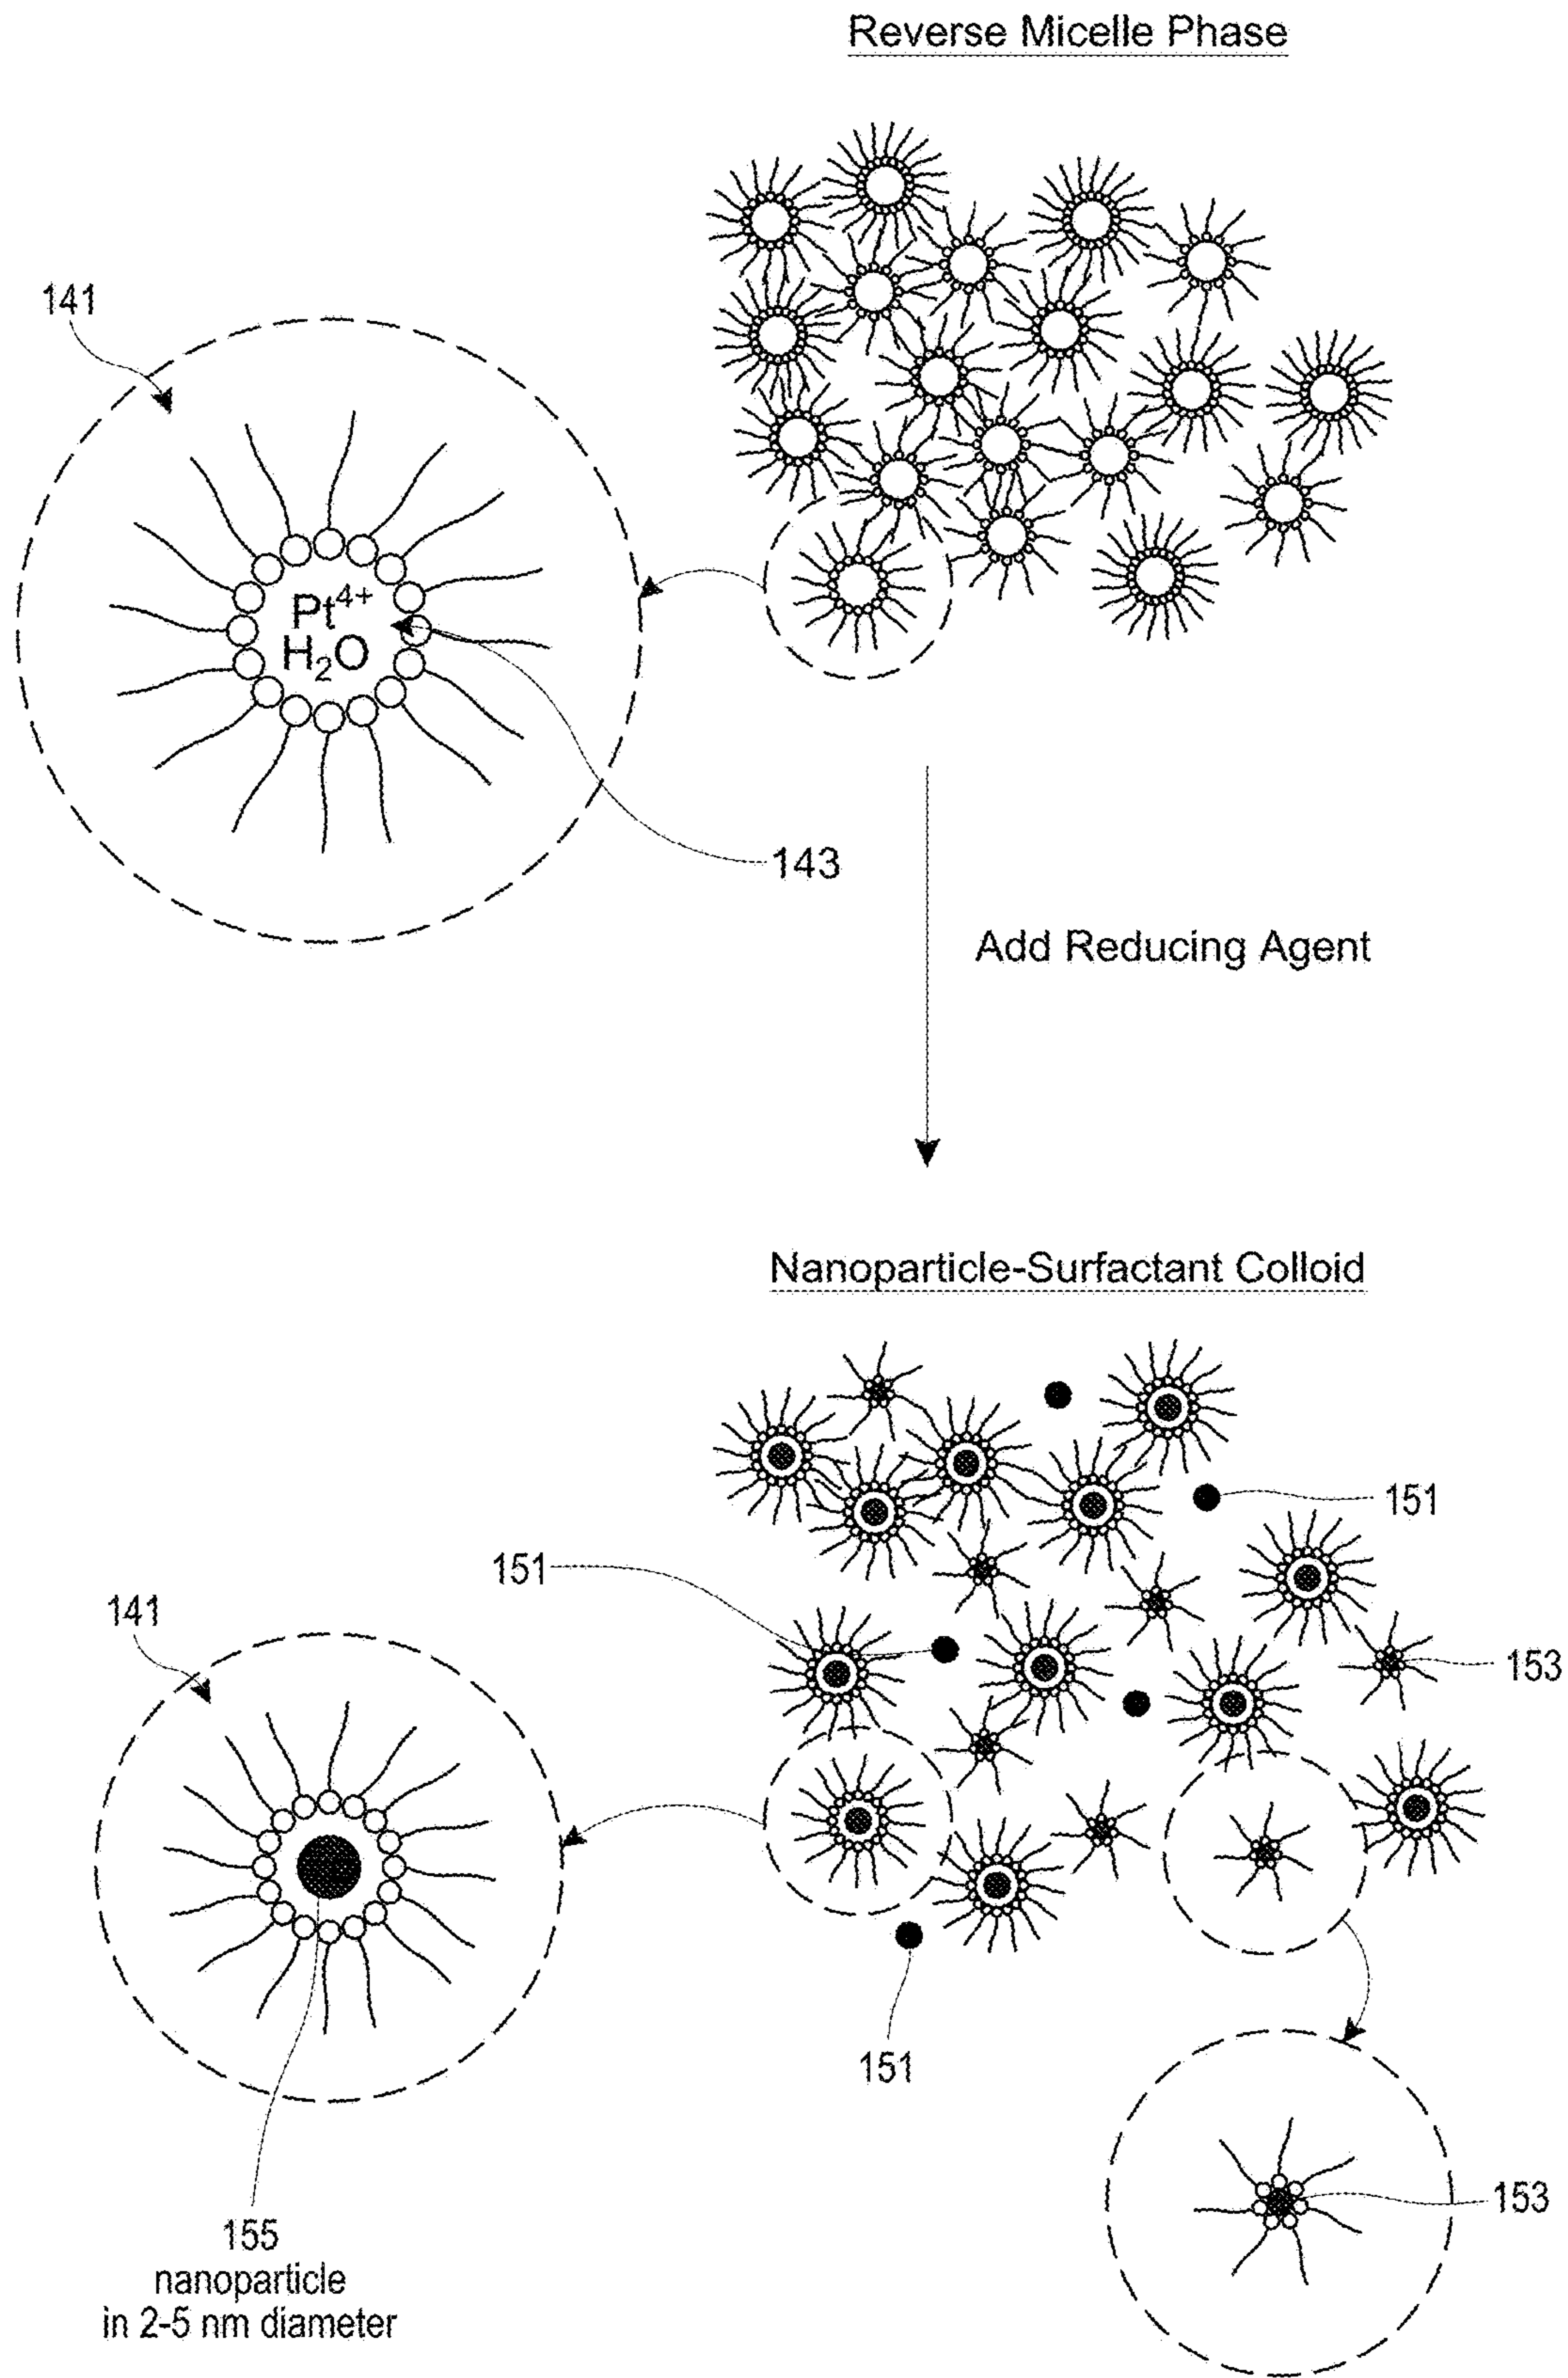 Reverse Micelle Phase
141
Pt⁴⁺
H₂O
143
Add Reducing Agent
Nanoparticle-Surfactant Colloid
151
151
141
153
151
153
155
nanoparticle
in 2-5 nm diameter